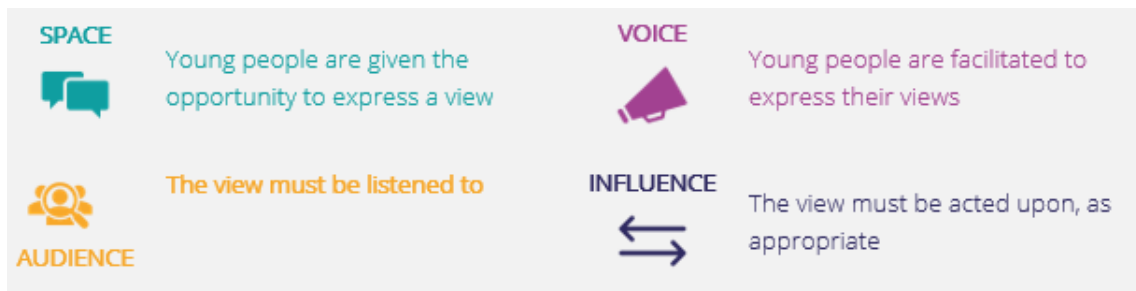 SPACE
Young people are given the
opportunity to express a view
VOICE
Young people are facilitated to
express their views
The view must be listened to
AUDIENCE
INFLUENCE
The view must be acted upon, as
appropriate